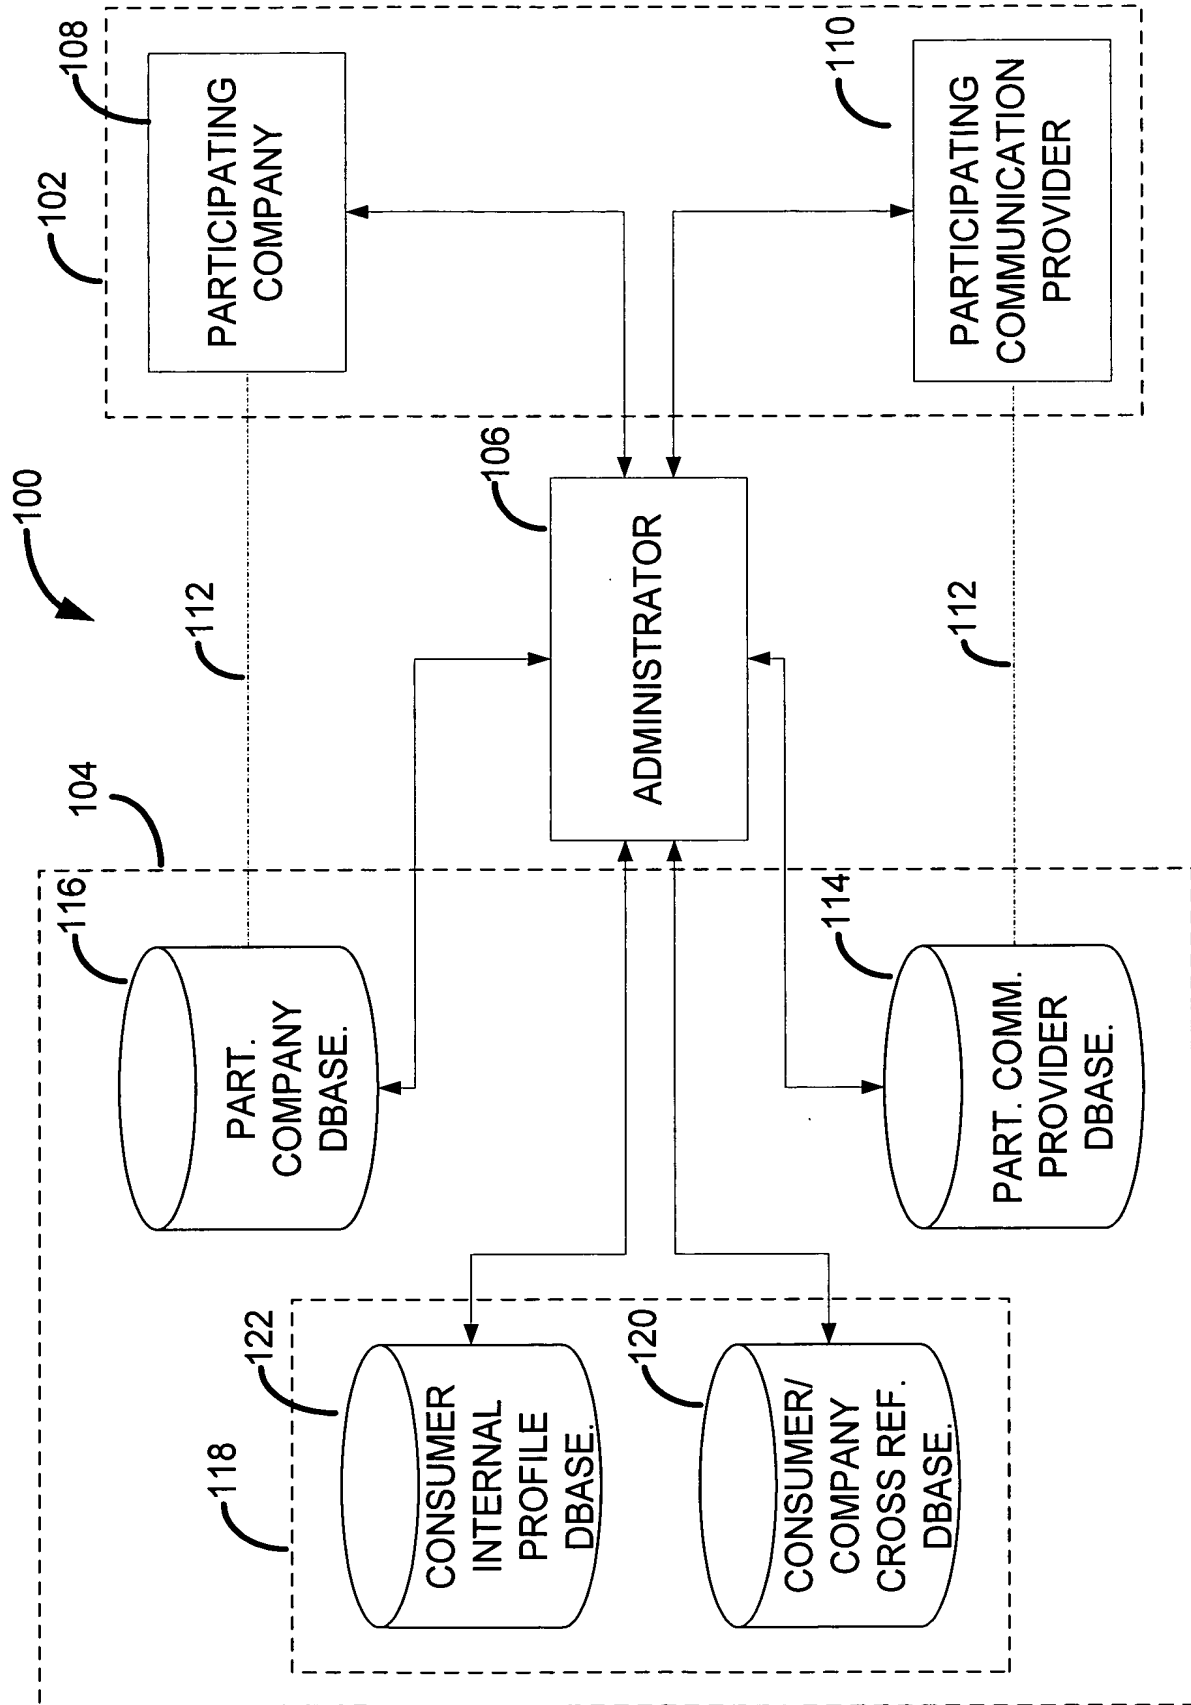 100
102
108
PARTICIPATING
COMPANY
110
PARTICIPATING
COMMUNICATION
PROVIDER
112
112
106
ADMINISTRATOR
104
116
PART.
COMPANY
DBASE.
114
PART. COMM.
PROVIDER
DBASE.
118
122
CONSUMER
INTERNAL
PROFILE
DBASE.
120
CONSUMER/
COMPANY
CROSS REF.
DBASE.